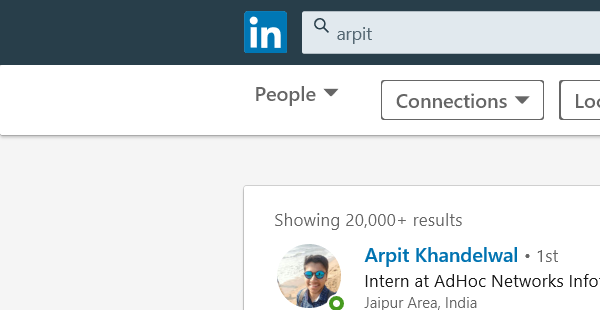 in arpit
People Connections Loc
Showing 20,000+ results
Arpit Khandelwal • 1st
Intern at AdHoc Networks Info
Jaipur Area, India